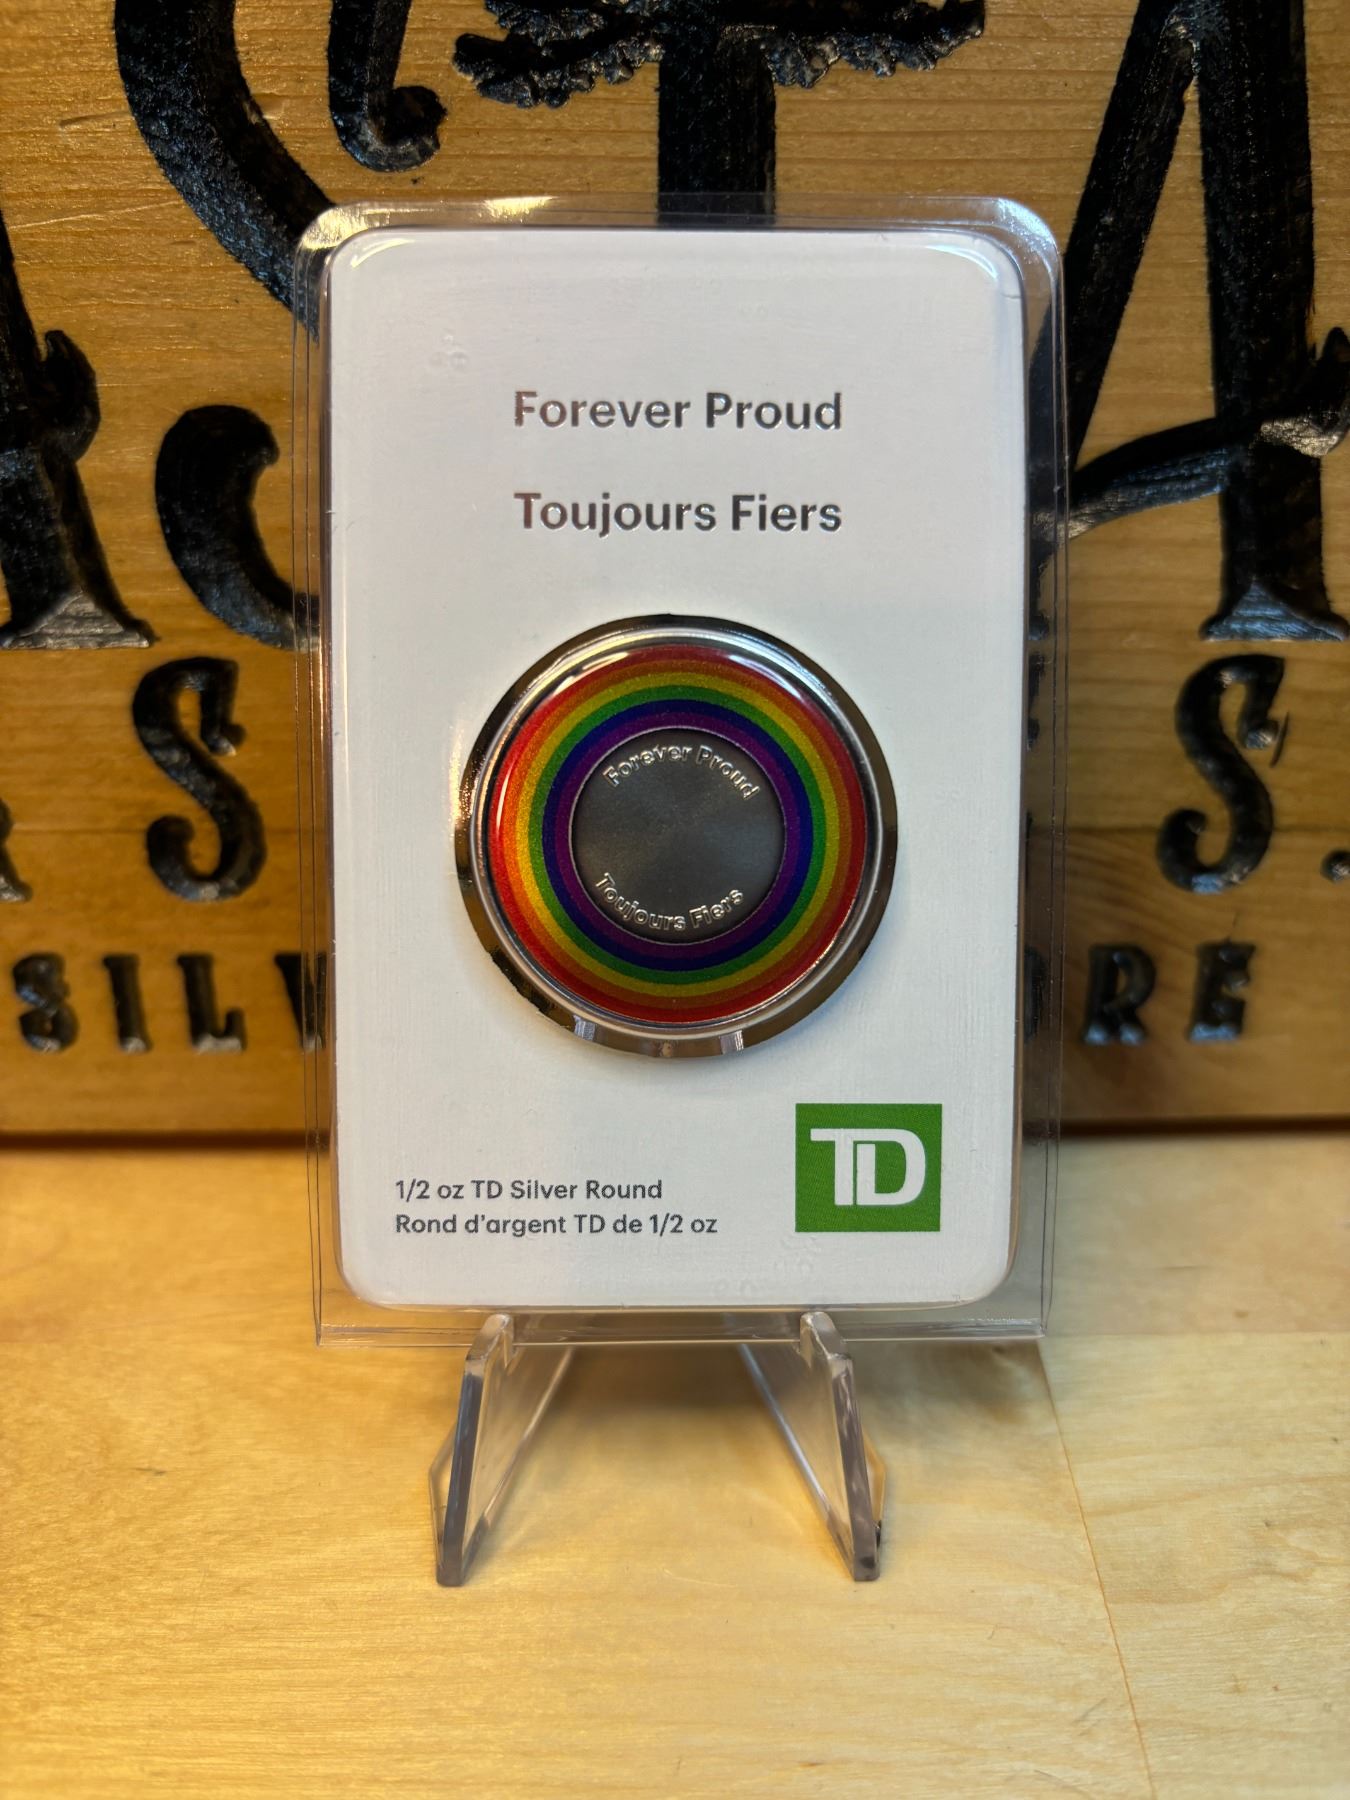 Forever Proud
Toujours Fiers
Forever Proud
Toujours Fiers
1/2 oz TD Silver Round
Rond d'argent TD de 1/2 oz
TD